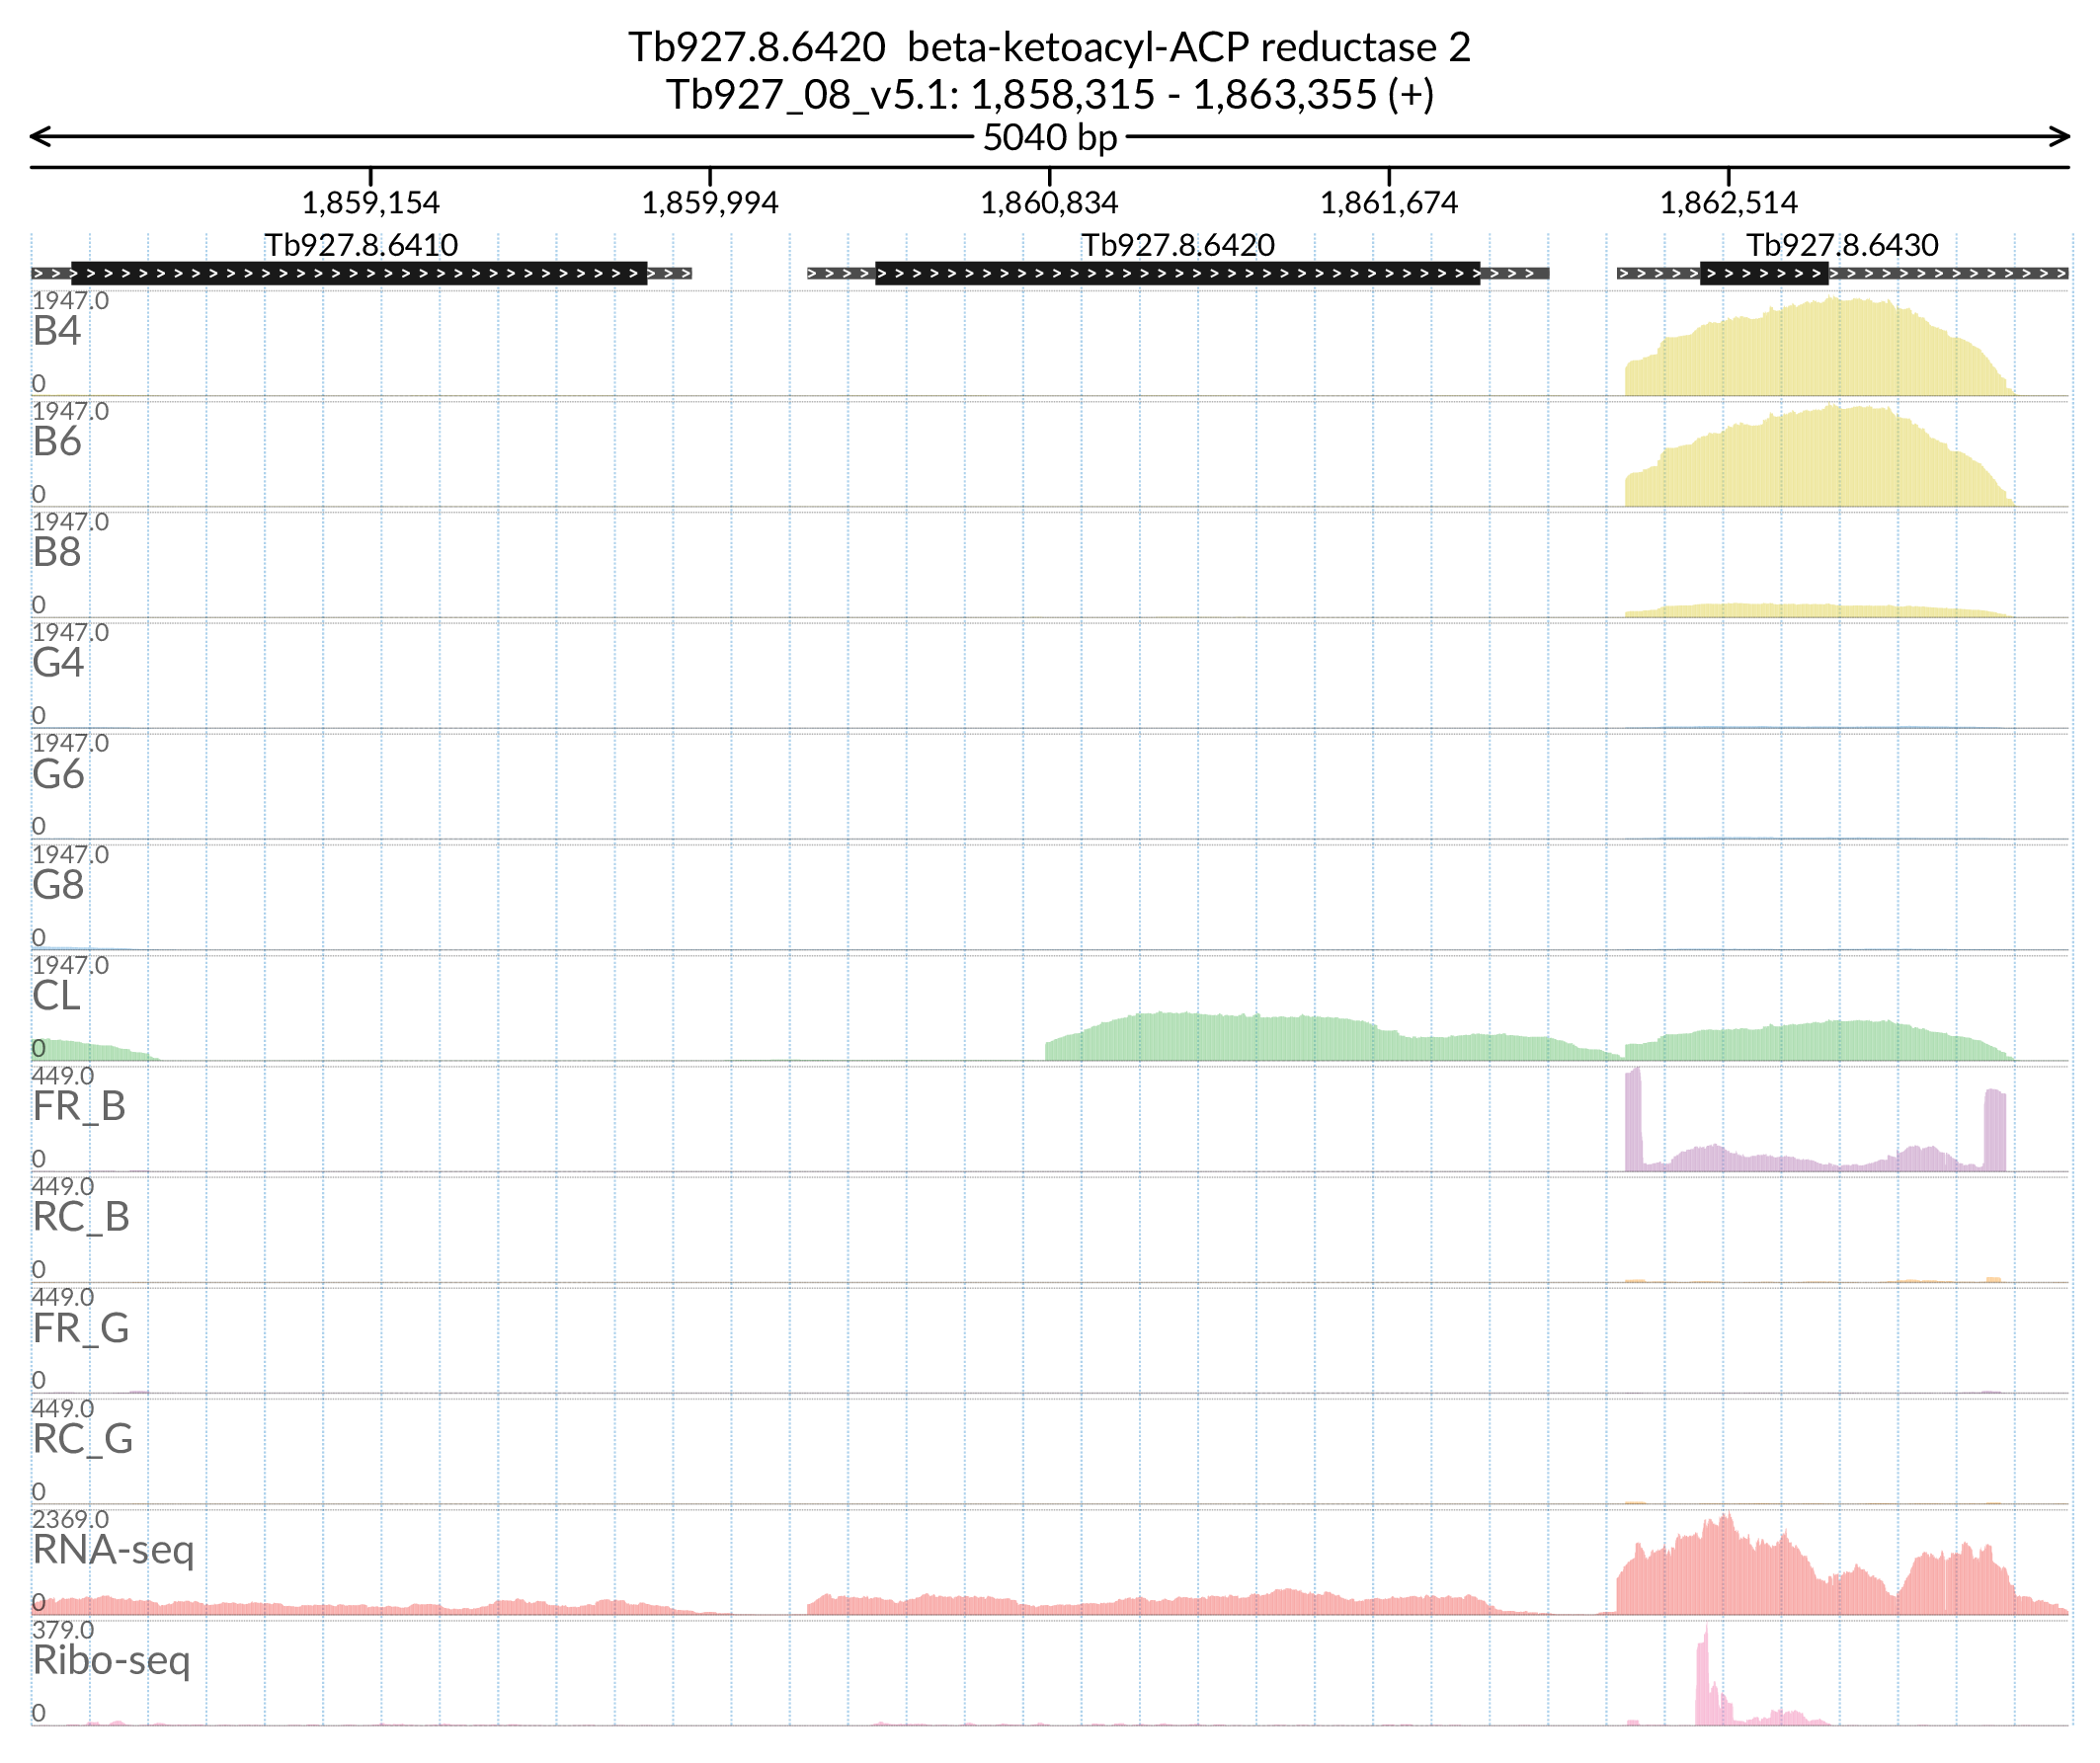 Tb927.8.6420  beta-ketoacyl-ACP reductase 2
Tb927_08_v5.1: 1,858,315 - 1,863,355 (+)
5040 bp
1,859,154 1,859,994 1,860,834 1,861,674 1,862,514
Tb927.8.6410 Tb927.8.6420 Tb927.8.6430
1947.0
B4
0
1947.0
B6
0
1947.0
B8
0
1947.0
G4
0
1947.0
G6
0
1947.0
G8
0
1947.0
CL
0
449.0
FR_B
0
449.0
RC_B
0
449.0
FR_G
0
449.0
RC_G
0
2369.0
RNA-seq
0
379.0
Ribo-seq
0